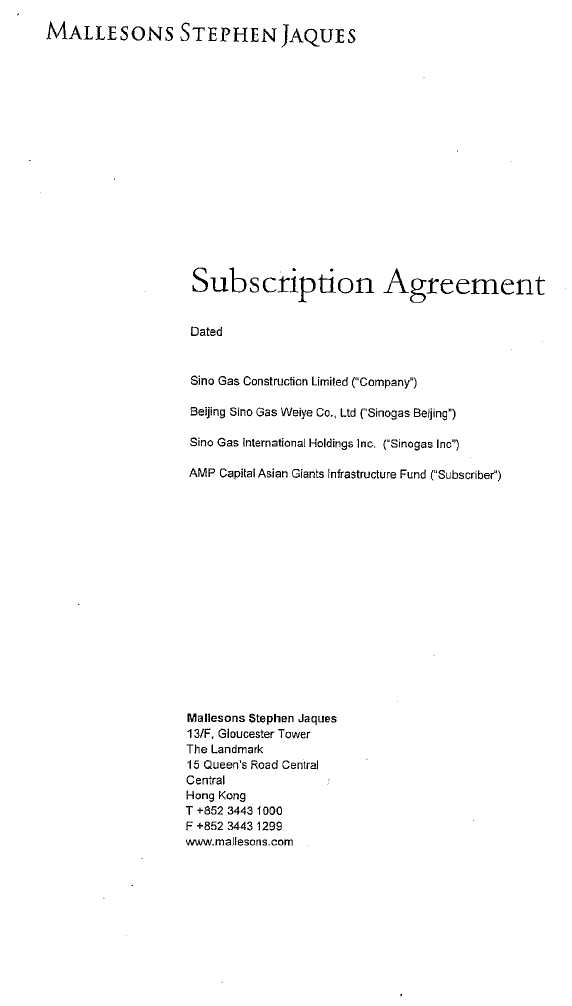 MALLESONS STEPHEN JAQUES
Subscription Agreement
Dated
Sino Gas Construction Limited ("Company")
Beijing Sino Gas Weiye Co., Ltd ("Sinogas Beijing")
Sino Gas International Holdings Inc. ("Sinogas Inc")
AMP Capital Asian Giants Infrastructure Fund ("Subscriber")
Mallesons Stephen Jaques
13/F, Gloucester Tower
The Landmark
15 Queen's Road Central
Central
Hong Kong
T +852 3443 1000
F +852 3443 1299
www.mallesons.com